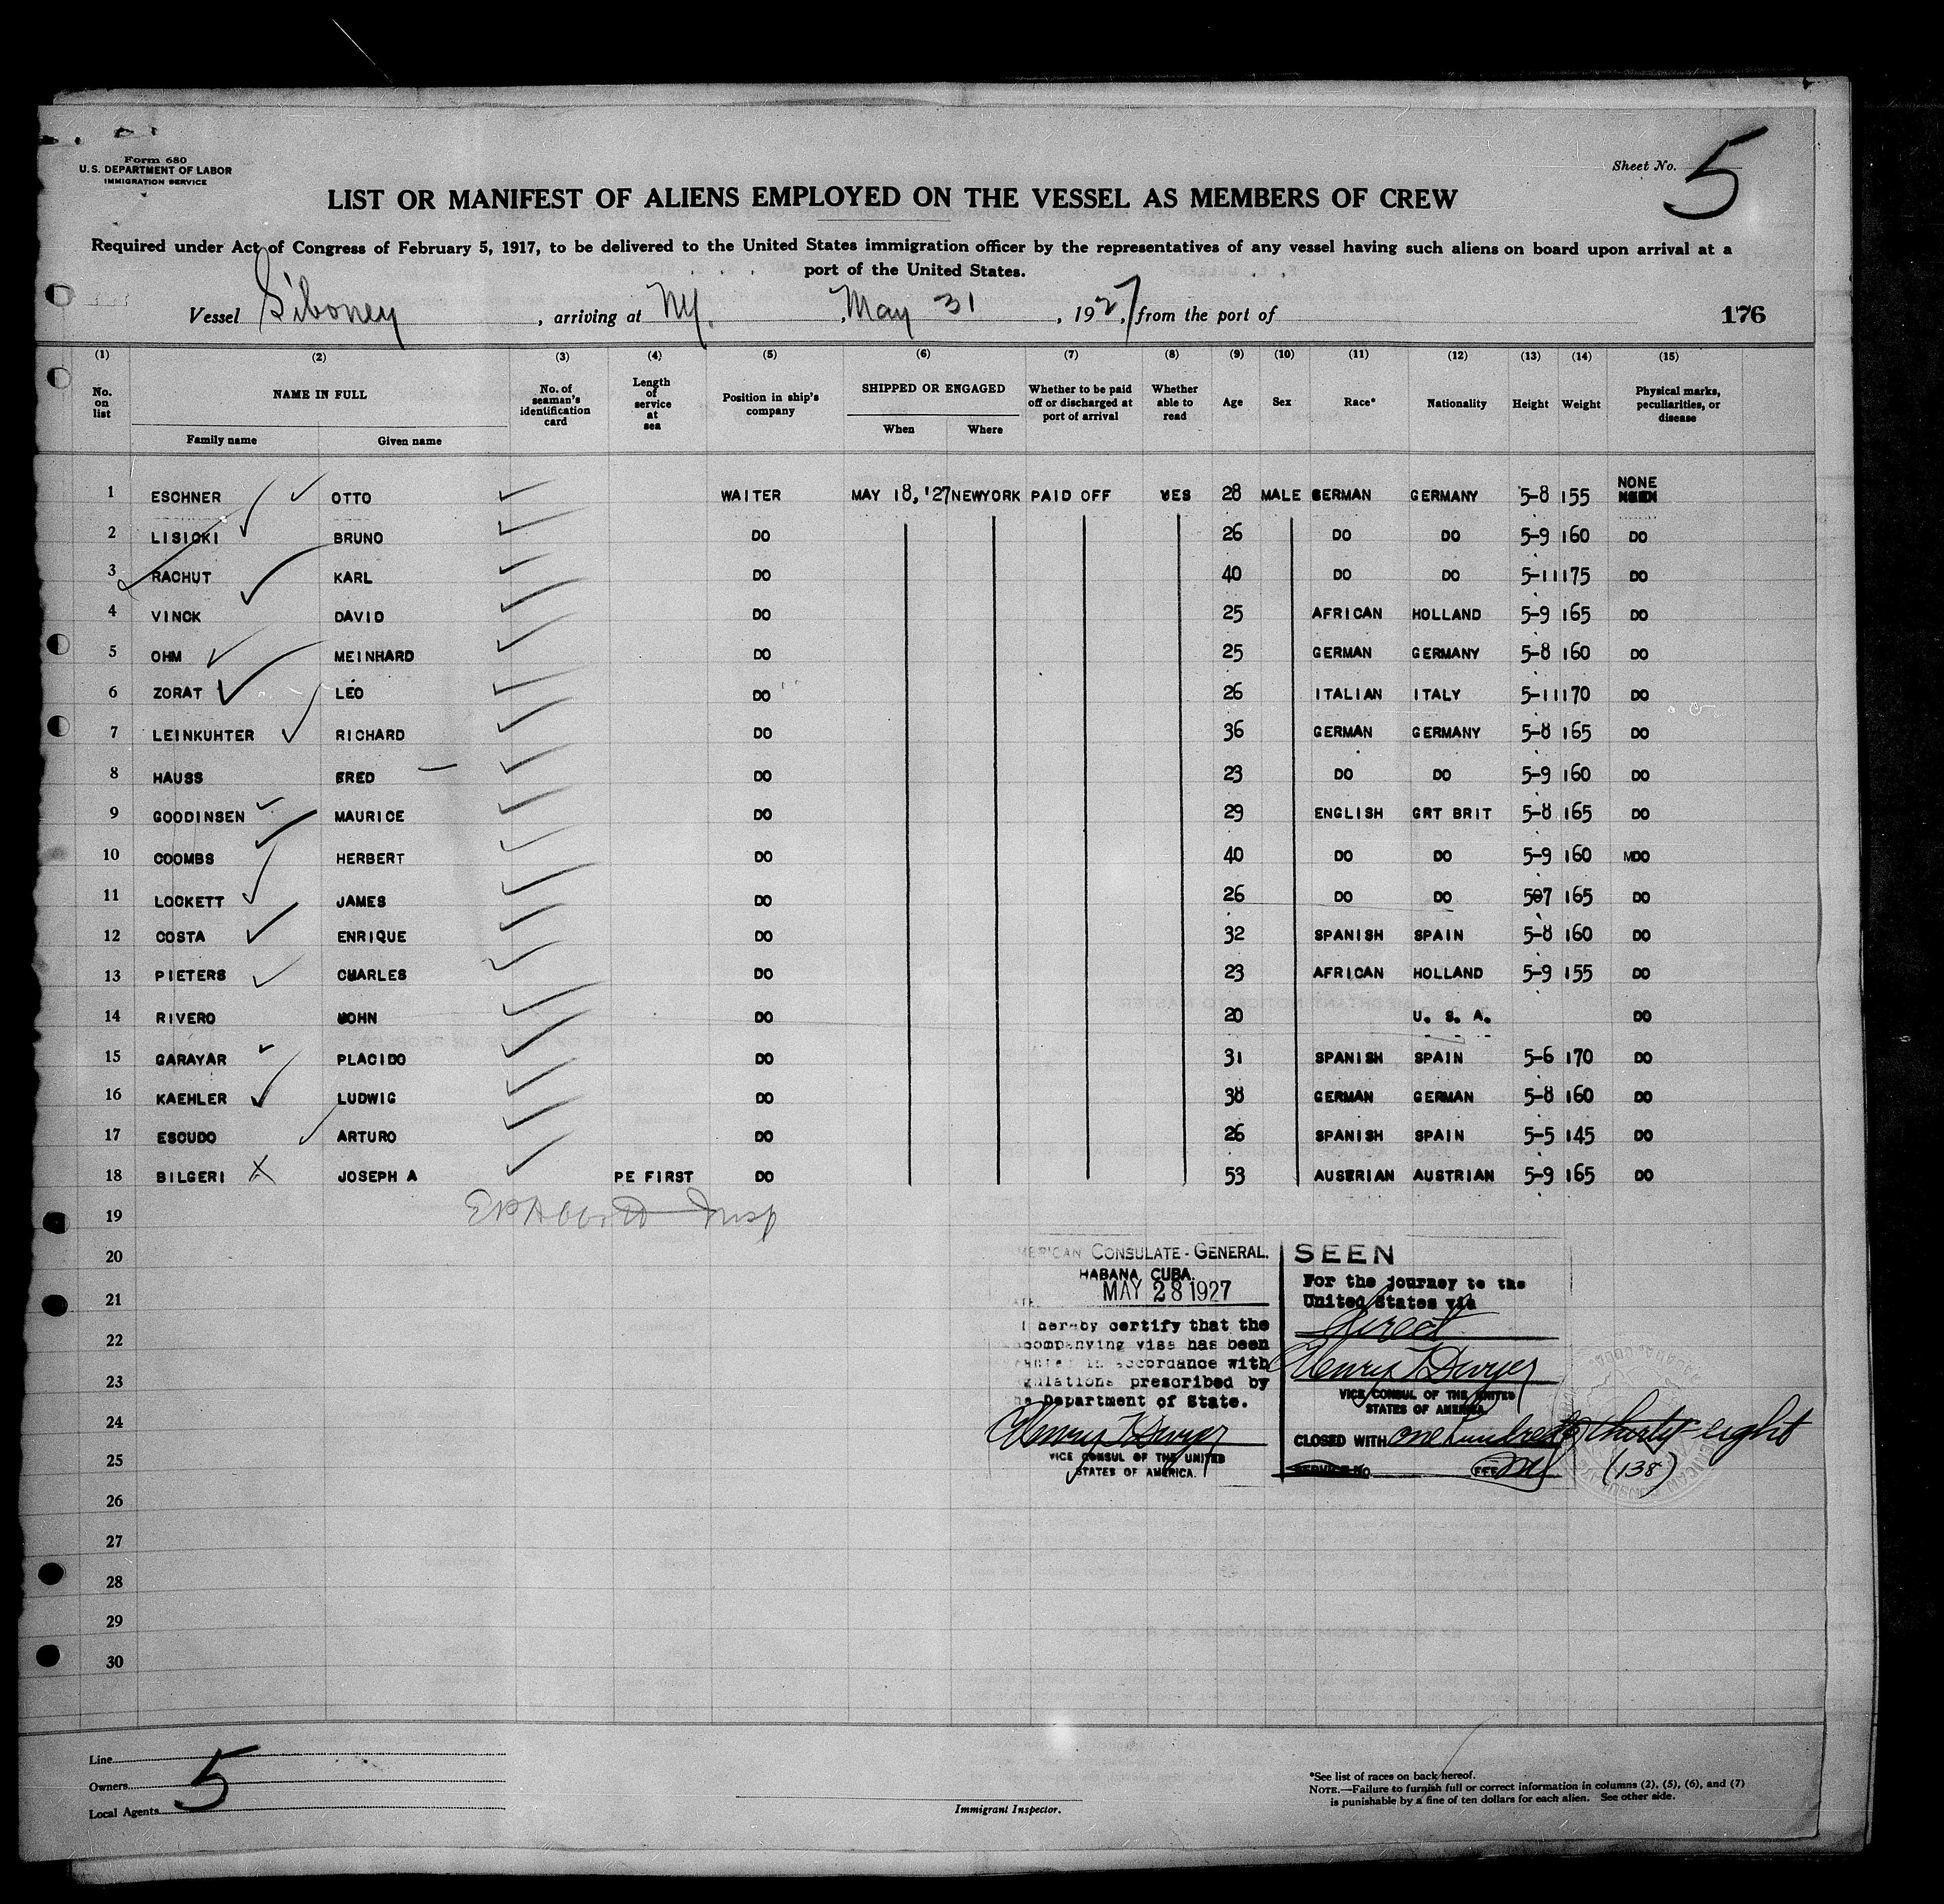 Form 680
U.S. DEPARTMENT OF LABOR
IMMIGRATION SERVICE
Sheet No. 5
LIST OR MANIFEST OF ALIENS EMPLOYED ON THE VESSEL AS MEMBERS OF CREW
Required under Act of Congress of February 5, 1917, to be delivered to the United States immigration officer by the representatives of any vessel having such aliens on board upon arrival at a
port of the United States.
Vessel Siboney, arriving at NY., May 31, 1927, from the port of 176
(1) (2) (3) (4) (5) (6) (7) (8) (9) (10) (11) (12) (13) (14) (15)
No. on list NAME IN FULL Family name Given name No. of seaman's identification card Length of service at sea Position in ship's company SHIPPED OR ENGAGED When Where Whether to be paid off or discharged at port of arrival Whether able to read Age Sex Race* Nationality Height Weight Physical marks, peculiarities, or disease
1 ESCHNER OTTO WAITER MAY 18, '27 NEWYORK PAID OFF YES 28 MALE GERMAN GERMANY 5-8 155 NONE
2 LISICKI BRUNO DO 26 DO DO 5-9 160 DO
3 RACHUT KARL DO 40 DO DO 5-11 175 DO
4 VINCK DAVID DO 25 AFRICAN HOLLAND 5-9 165 DO
5 OHM MEINHARD DO 25 GERMAN GERMANY 5-8 160 DO
6 ZORAT LEO DO 26 ITALIAN ITALY 5-11 170 DO
7 LEINKUHTER RICHARD DO 36 GERMAN GERMANY 5-8 165 DO
8 HAUSS FRED DO 23 DO DO 5-9 160 DO
9 GOODINSEN MAURICE DO 29 ENGLISH GRT BRIT 5-8 165 DO
10 COOMBS HERBERT DO 40 DO DO 5-9 160 DO
11 LOCKETT JAMES DO 26 DO DO 507 165 DO
12 COSTA ENRIQUE DO 32 SPANISH SPAIN 5-8 160 DO
13 PIETERS CHARLES DO 23 AFRICAN HOLLAND 5-9 155 DO
14 RIVERO JOHN DO 20 U. S. A. DO
15 GARAYAR PLACIDO DO 31 SPANISH SPAIN 5-6 170 DO
16 KAEHLER LUDWIG DO 38 GERMAN GERMAN 5-8 160 DO
17 ESCUDO ARTURO DO 26 SPANISH SPAIN 5-5 145 DO
18 BILGERI JOSEPH A PE FIRST DO 53 AUSERIAN AUSTRIAN 5-9 165 DO
19
20
21
22
23
24
25
26
27
28
29
30
AMERICAN CONSULATE-GENERAL.
HABANA, CUBA.
MAY 28 1927
I hereby certify that the
accompanying visa has been
granted in accordance with
regulations prescribed by
the Department of State.
Henry T Dwyer
VICE CONSUL OF THE UNITED
STATES OF AMERICA.
SEEN
For the journey to the
United States via
direct
Henry T Dwyer
VICE CONSUL OF THE UNITED
STATES OF AMERICA
CLOSED WITH one hundred & thirty-eight
SERVICE No. FEE (138)
Line
Owners
Local Agents
5
Immigrant Inspector.
*See list of races on back hereof.
NOTE.—Failure to furnish full or correct information in columns (2), (5), (6), and (7)
is punishable by a fine of ten dollars for each alien. See other side.